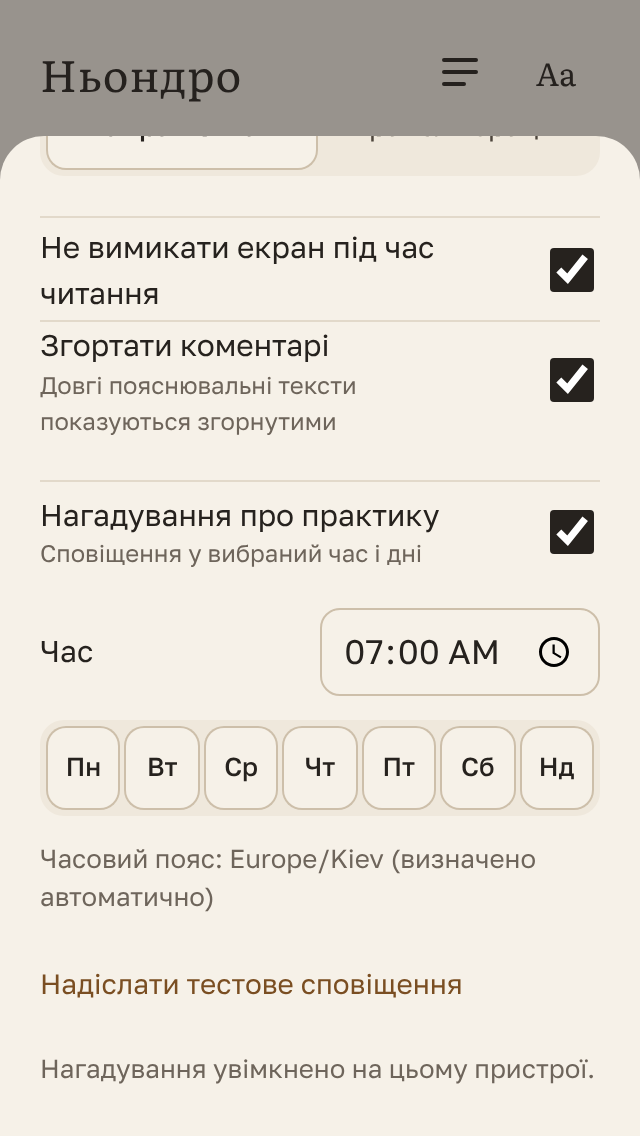 Ньондро
Aa
Не вимикати екран під час
читання
Згортати коментарі
Довгі пояснювальні тексти
показуються згорнутими
Нагадування про практику
Сповіщення у вибраний час і дні
Час
07:00 AM
Пн Вт Ср Чт Пт Сб Нд
Часовий пояс: Europe/Kiev (визначено
автоматично)
Надіслати тестове сповіщення
Нагадування увімкнено на цьому пристрої.